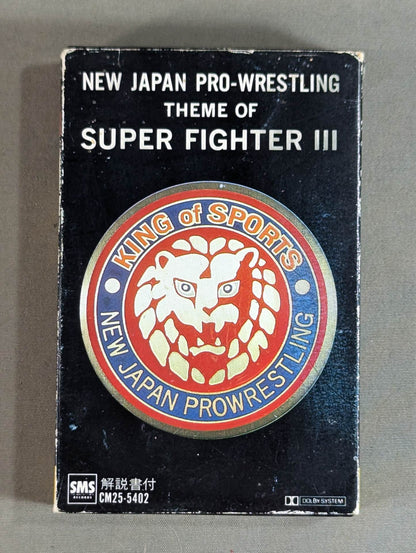 NEW JAPAN PRO-WRESTLING
THEME OF
SUPER FIGHTER III
KING of SPORTS
NEW JAPAN PROWRESTLING
SMS
RECORDS
解説書付
CM25-5402
DOLBY SYSTEM